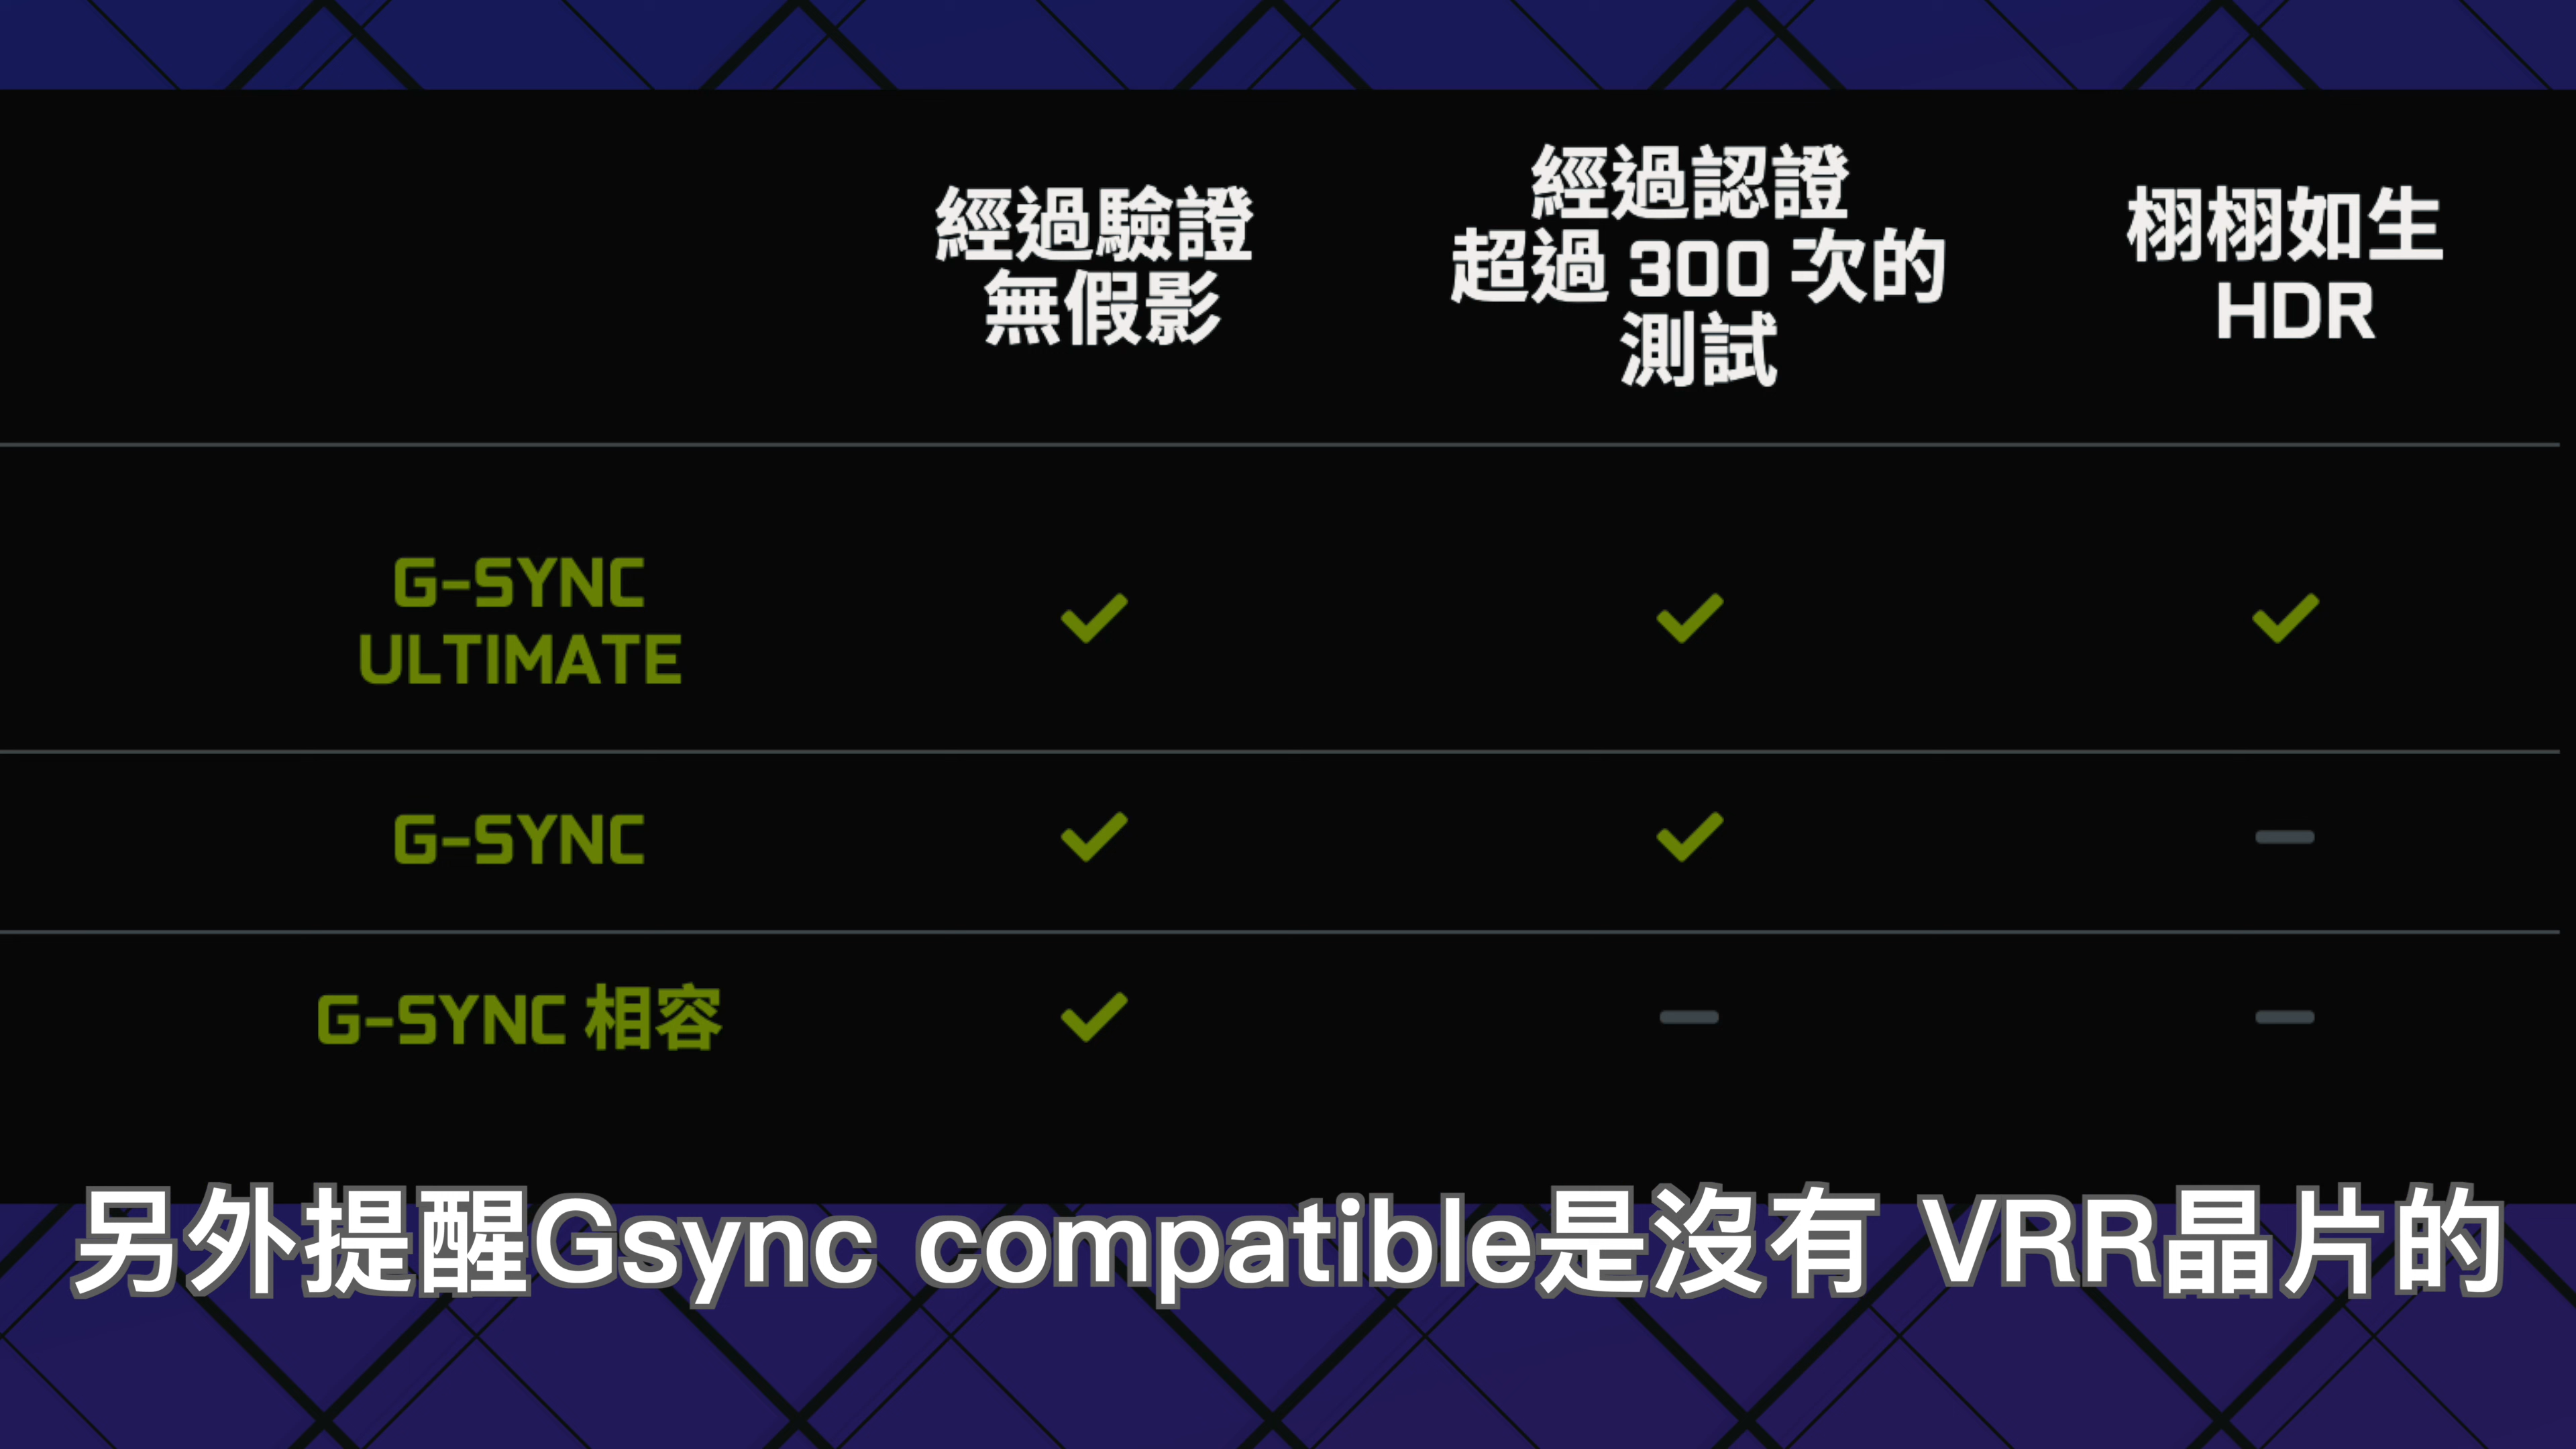 經過驗證
無假影
經過認證
超過 300 次的
測試
栩栩如生
HDR
G-SYNC
ULTIMATE
G-SYNC
G-SYNC 相容
另外提醒Gsync compatible是沒有 VRR晶片的